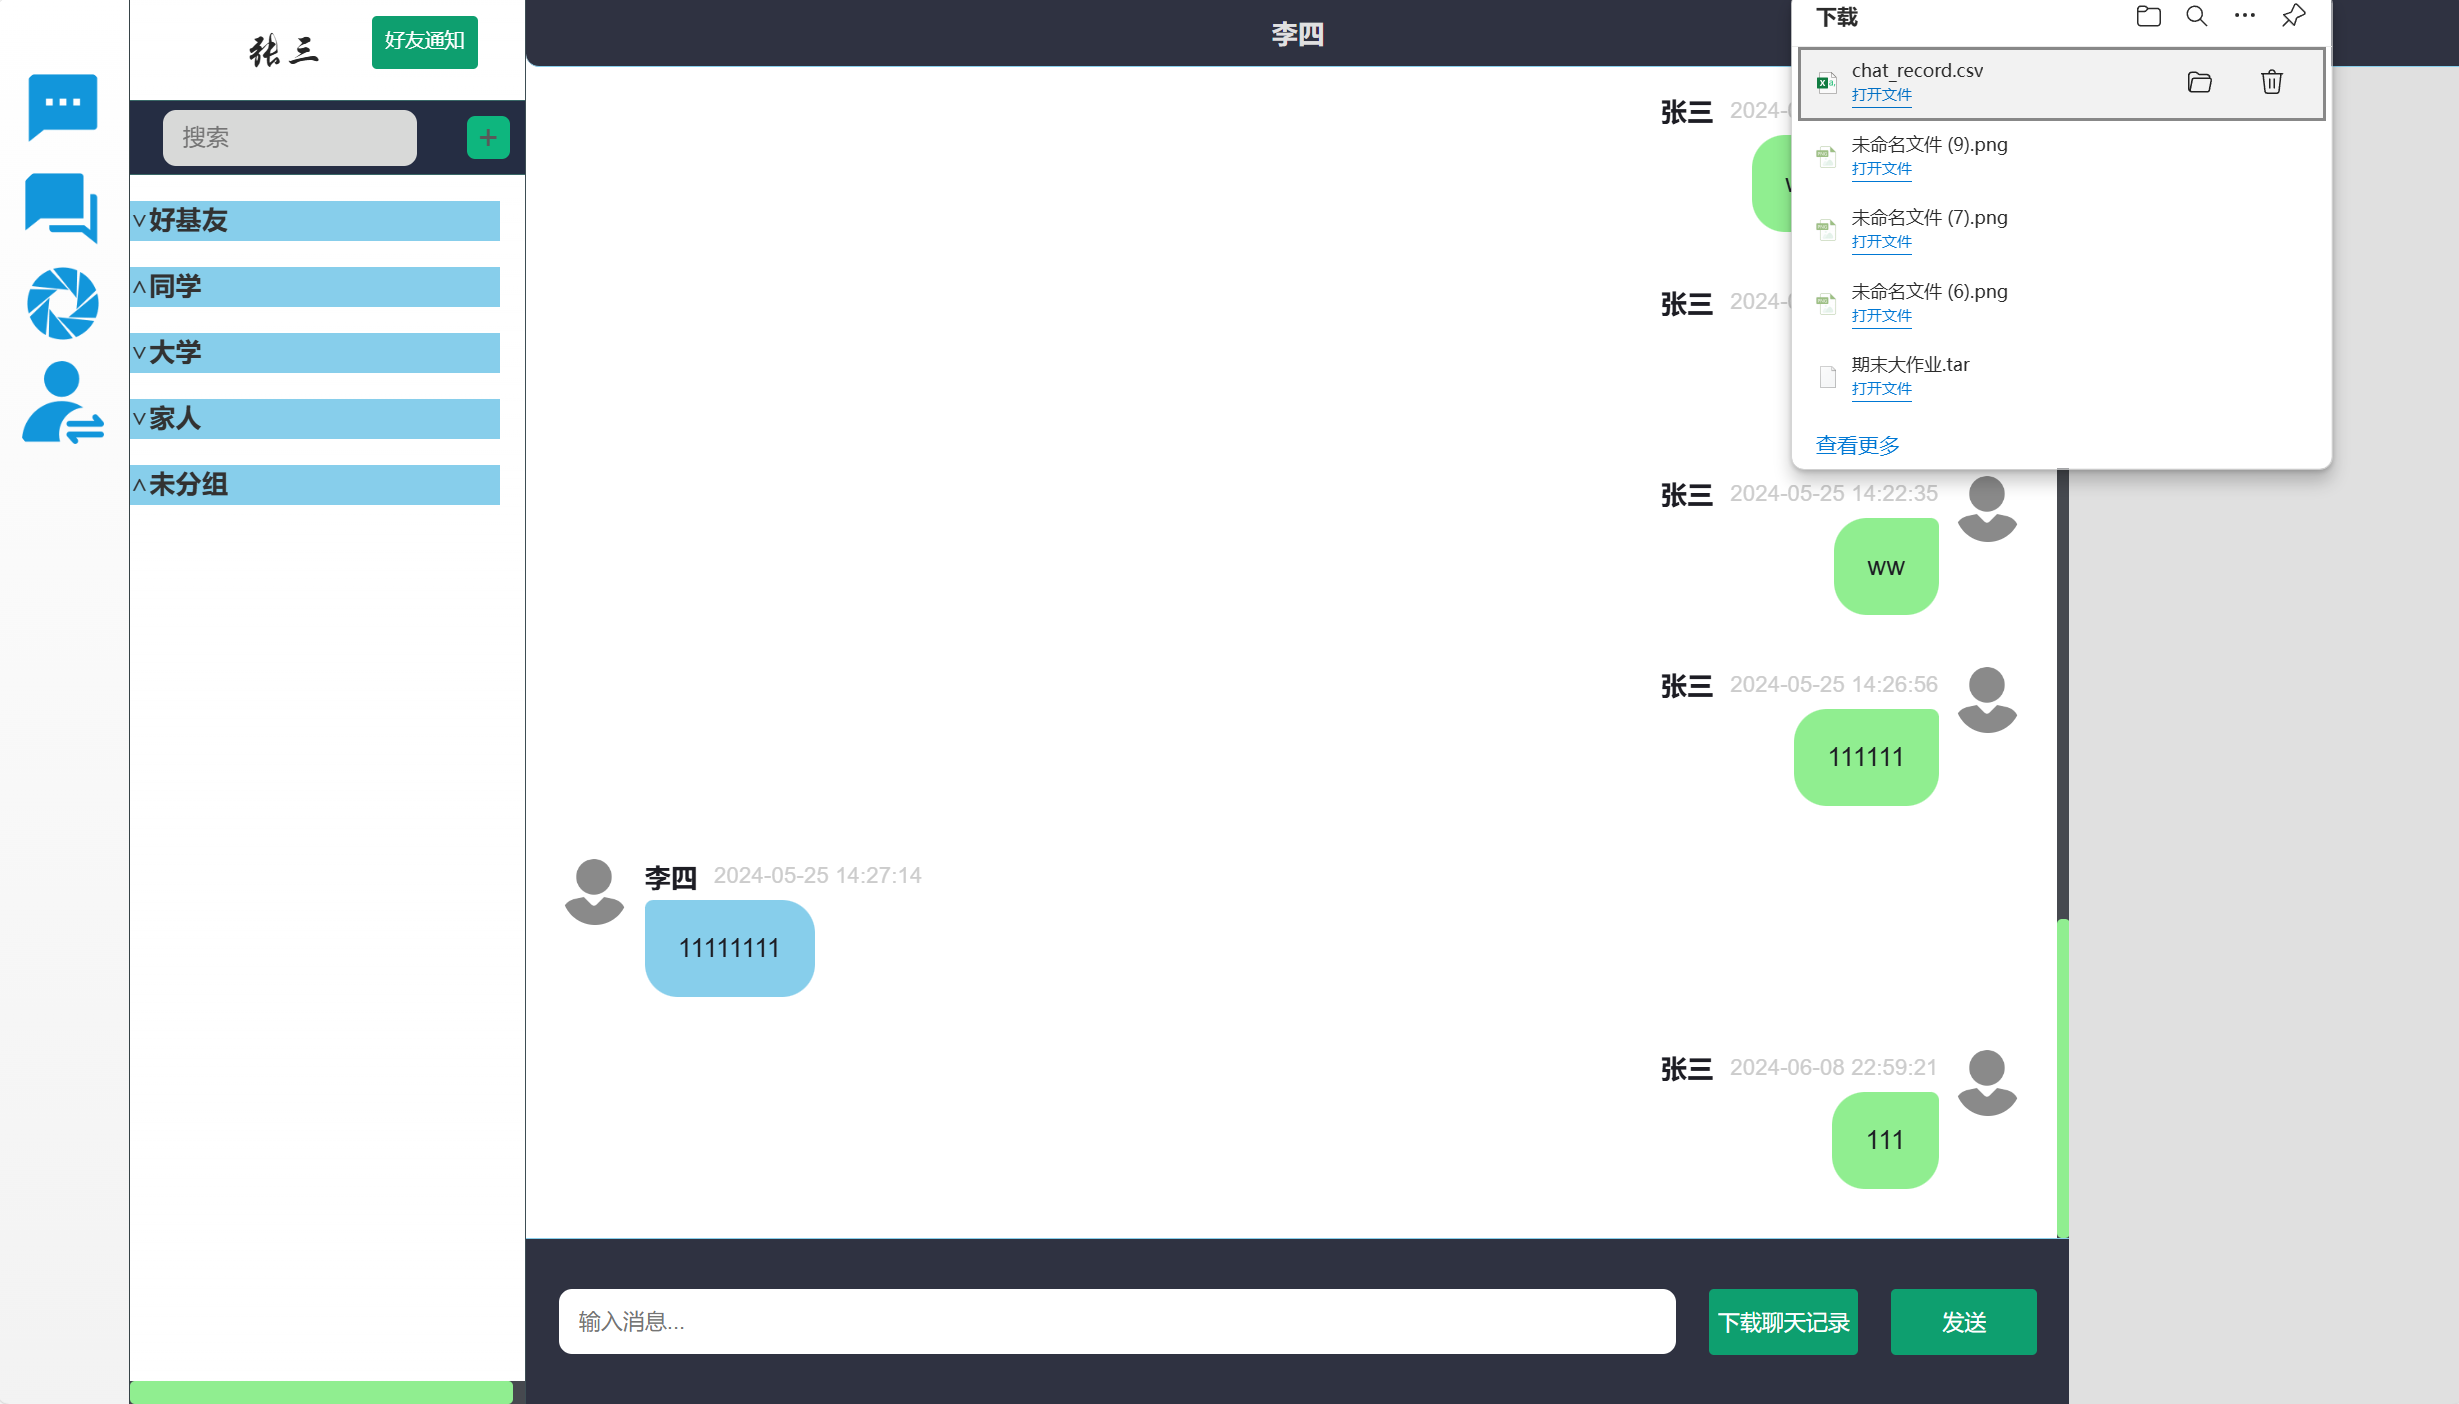 张三
好友通知
搜索
+
好基友
同学
大学
家人
未分组
李四
张三 2024-
张三 2024-
张三 2024-05-25 14:22:35
ww
张三 2024-05-25 14:26:56
111111
李四 2024-05-25 14:27:14
11111111
张三 2024-06-08 22:59:21
111
输入消息...
下载聊天记录
发送
下载
chat_record.csv
打开文件
未命名文件 (9).png
打开文件
未命名文件 (7).png
打开文件
未命名文件 (6).png
打开文件
期末大作业.tar
打开文件
查看更多